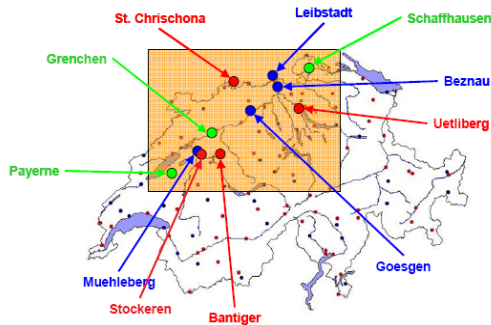 Leibstadt
St. Chrischona
Schaffhausen
Grenchen
Beznau
Uetliberg
Payerne
Goesgen
Muehleberg
Stockeren
Bantiger